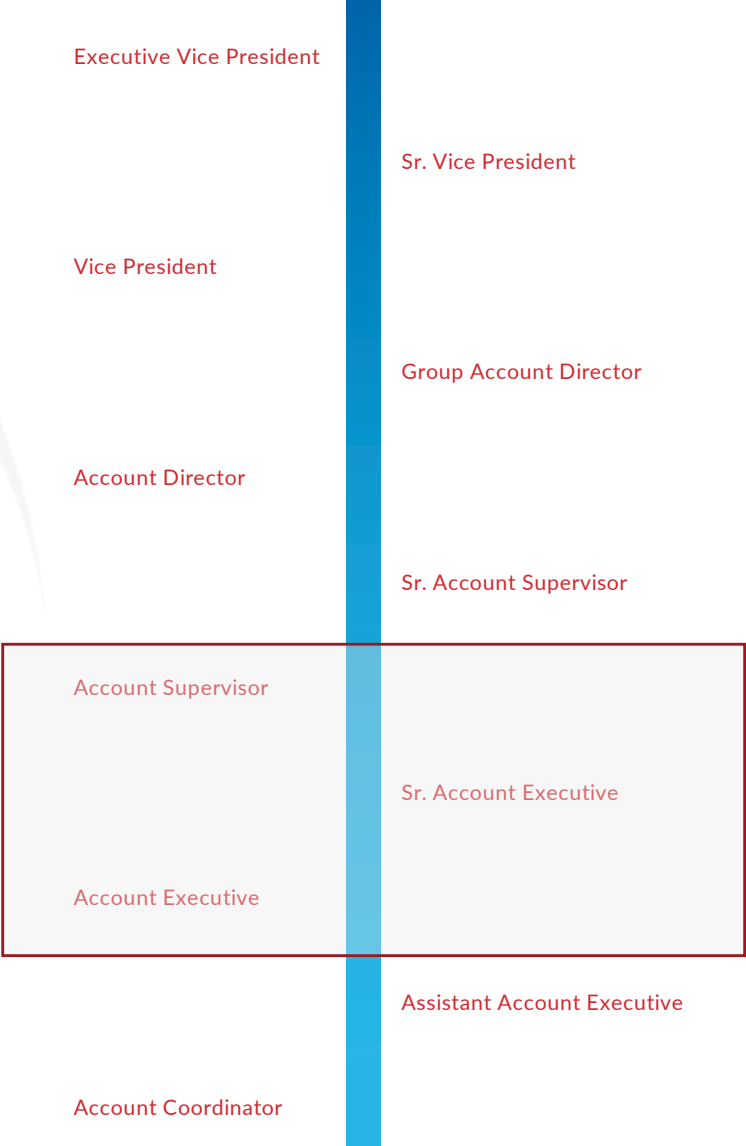 Executive Vice President
Sr. Vice President
Vice President
Group Account Director
Account Director
Sr. Account Supervisor
Account Supervisor
Sr. Account Executive
Account Executive
Assistant Account Executive
Account Coordinator